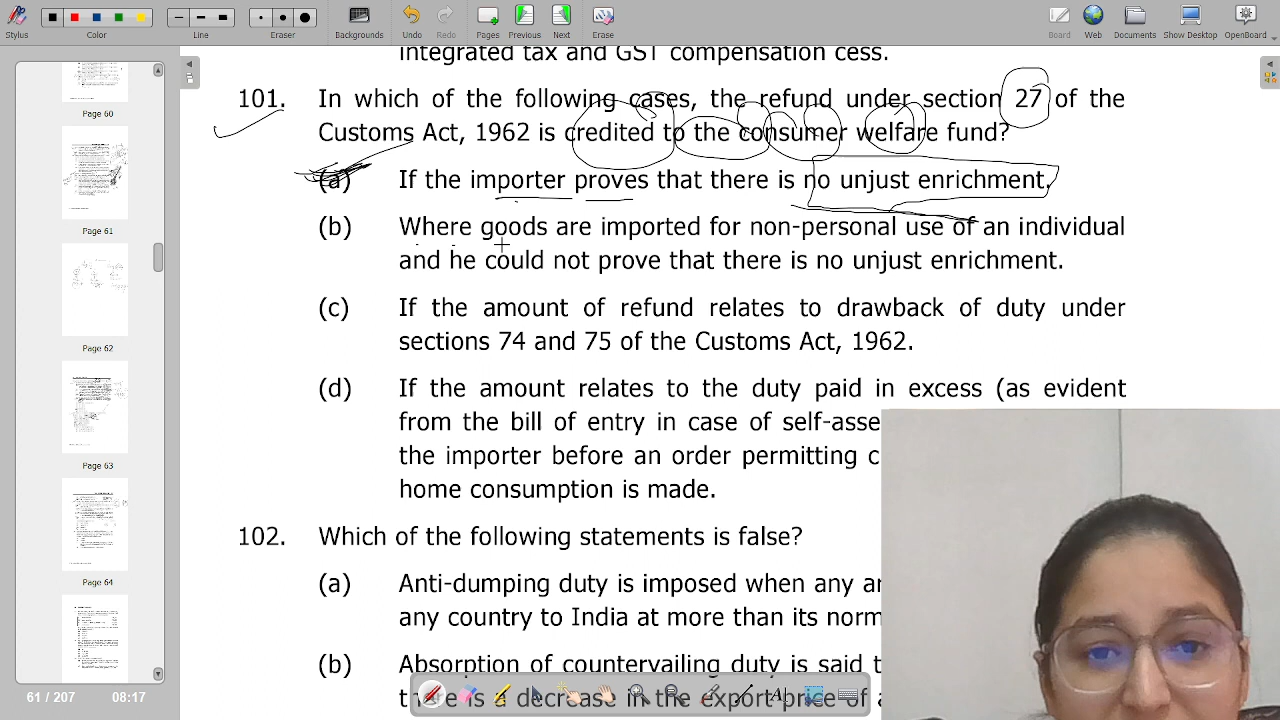 Stylus
Color
Line
Eraser
Backgrounds
Undo
Redo
Pages
Previous
Next
Erase
Board
Web
Documents
Show Desktop
OpenBoard
Page 60
Page 61
Page 62
Page 63
Page 64
61 / 207
08:17
integrated tax and GST compensation cess.
101. In which of the following cases, the refund under section 27 of the
Customs Act, 1962 is credited to the consumer welfare fund?
(a) If the importer proves that there is no unjust enrichment.
(b) Where goods are imported for non-personal use of an individual
and he could not prove that there is no unjust enrichment.
(c) If the amount of refund relates to drawback of duty under
sections 74 and 75 of the Customs Act, 1962.
(d) If the amount relates to the duty paid in excess (as evident
from the bill of entry in case of self-asse
the importer before an order permitting c
home consumption is made.
102. Which of the following statements is false?
(a) Anti-dumping duty is imposed when any ar
any country to India at more than its norm
(b) Absorption of countervailing duty is said t
there is a decrease in the export price of a